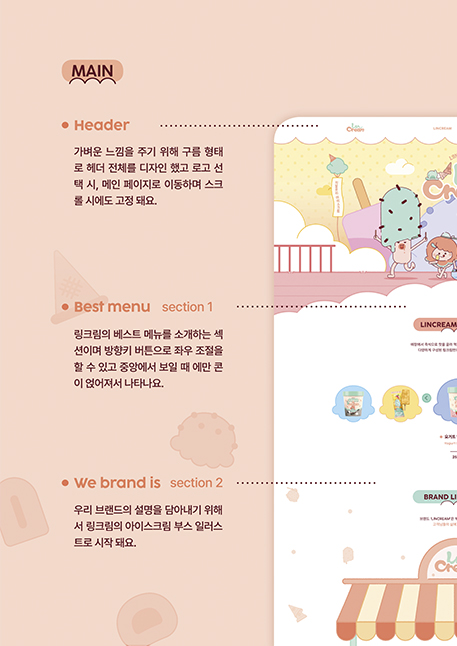 MAIN
Header
가벼운 느낌을 주기 위해 구름 형태
로 헤더 전체를 디자인 했고 로고 선
택 시, 메인 페이지로 이동하며 스크
롤 시에도 고정 돼요.
Best menu section 1
링크림의 베스트 메뉴를 소개하는 섹
션이며 방향키 버튼으로 좌우 조절을
할 수 있고 중앙에서 보일 때 에만 콘
이 얹어져서 나타나요.
We brand is section 2
우리 브랜드의 설명을 담아내기 위해
서 링크림의 아이스크림 부스 일러스
트로 시작 돼요.
LINCREAM
LINCREAM
BRAND LI